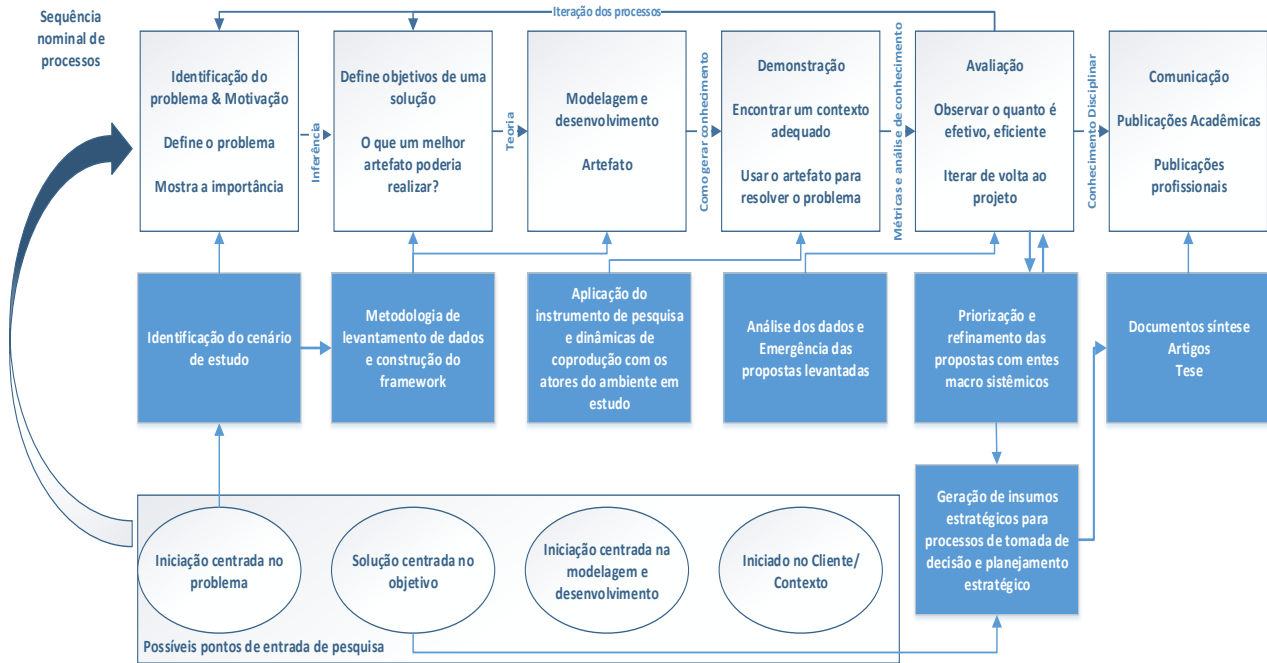 Sequência
nominal de
processos
Iteração dos processos
Identificação do
problema & Motivação
Define o problema
Mostra a importância
Inferência
Define objetivos de uma
solução
O que um melhor
artefato poderia
realizar?
Teoria
Modelagem e
desenvolvimento
Artefato
Como gerar conhecimento
Demonstração
Encontrar um contexto
adequado
Usar o artefato para
resolver o problema
Métricas e análise de conhecimento
Avaliação
Observar o quanto é
efetivo, eficiente
Iterar de volta ao
projeto
Conhecimento Disciplinar
Comunicação
Publicações Acadêmicas
Publicações
profissionais
Identificação do cenário
de estudo
Metodologia de
levantamento de dados
e construção do
framework
Aplicação do
instrumento de pesquisa
e dinâmicas de
coprodução com os
atores do ambiente em
estudo
Análise dos dados e
Emergência das
propostas levantadas
Priorização e
refinamento das
propostas com entes
macro sistêmicos
Documentos síntese
Artigos
Tese
Geração de insumos
estratégicos para
processos de tomada de
decisão e planejamento
estratégico
Iniciação centrada no
problema
Solução centrada no
objetivo
Iniciação centrada na
modelagem e
desenvolvimento
Iniciado no Cliente/
Contexto
Possíveis pontos de entrada de pesquisa